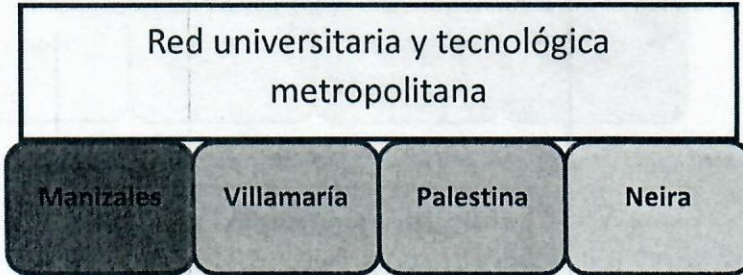 Red universitaria y tecnológica
metropolitana
Manizales Villamaría Palestina Neira